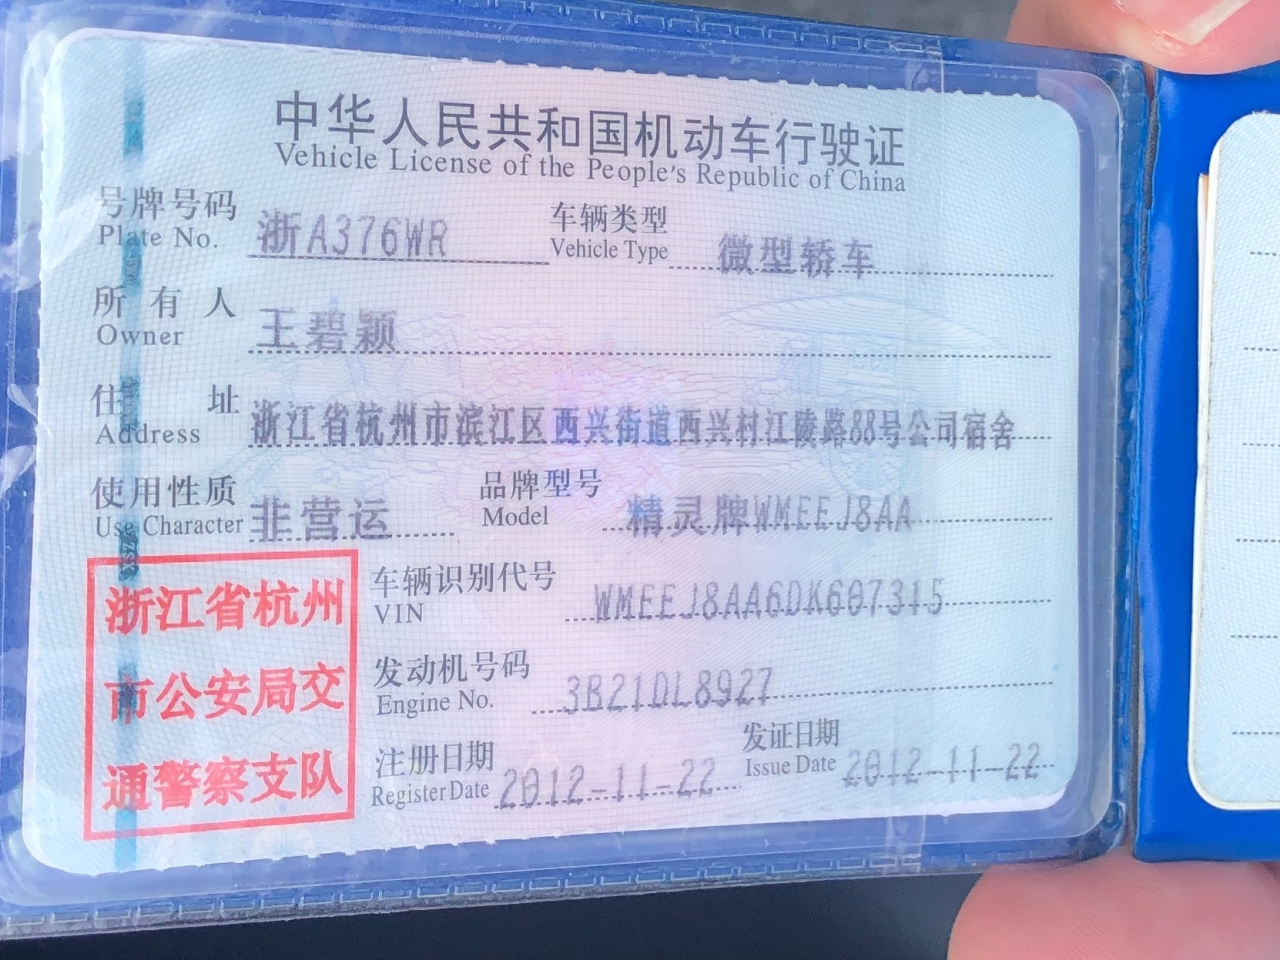 中华人民共和国机动车行驶证
Vehicle License of the People's Republic of China
号牌号码 浙A376WR 车辆类型 微型轿车
Plate No. Vehicle Type
所有人 王碧颖
Owner
住址 浙江省杭州市滨江区西兴街道西兴村江陵路88号公司宿舍
Address
使用性质 非营运 品牌型号 精灵牌WMEEJ8AA
Use Character Model
浙江省杭州
市公安局交
通警察支队
车辆识别代号 WMEEJ8AA6DK607315
VIN
发动机号码 3B21DL8927
Engine No.
注册日期 2012-11-22 发证日期 2012-11-22
Register Date Issue Date